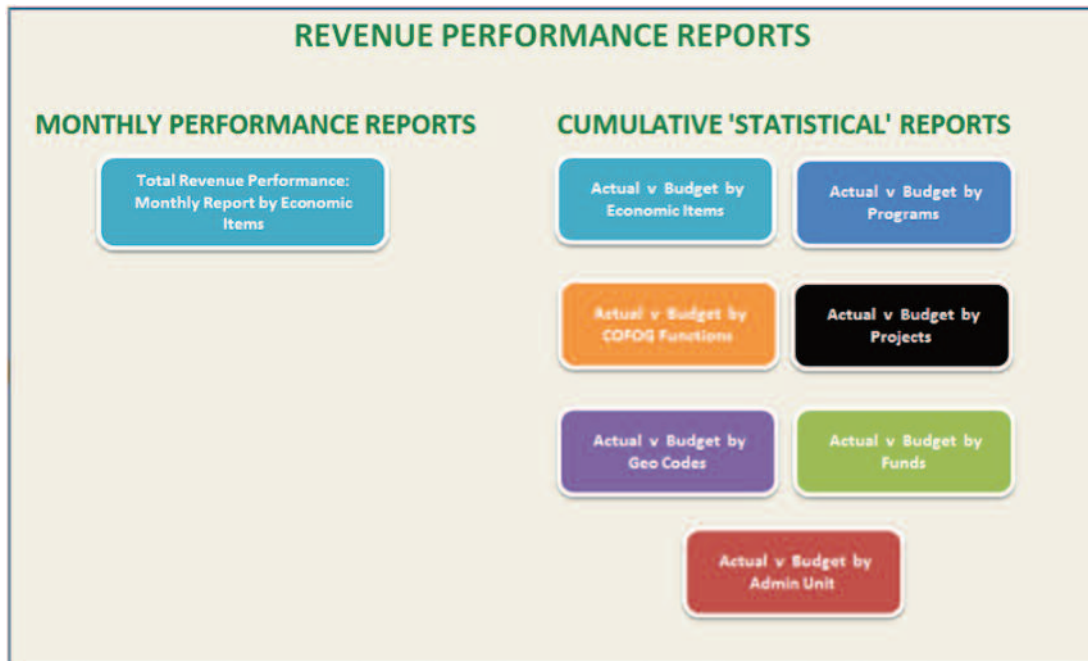 REVENUE PERFORMANCE REPORTS
MONTHLY PERFORMANCE REPORTS
Total Revenue Performance:
Monthly Report by Economic
Items
CUMULATIVE 'STATISTICAL' REPORTS
Actual v Budget by
Economic Items
Actual v Budget by
Programs
Actual v Budget by
COFOG Functions
Actual v Budget by
Projects
Actual v Budget by
Geo Codes
Actual v Budget by
Funds
Actual v Budget by
Admin Unit